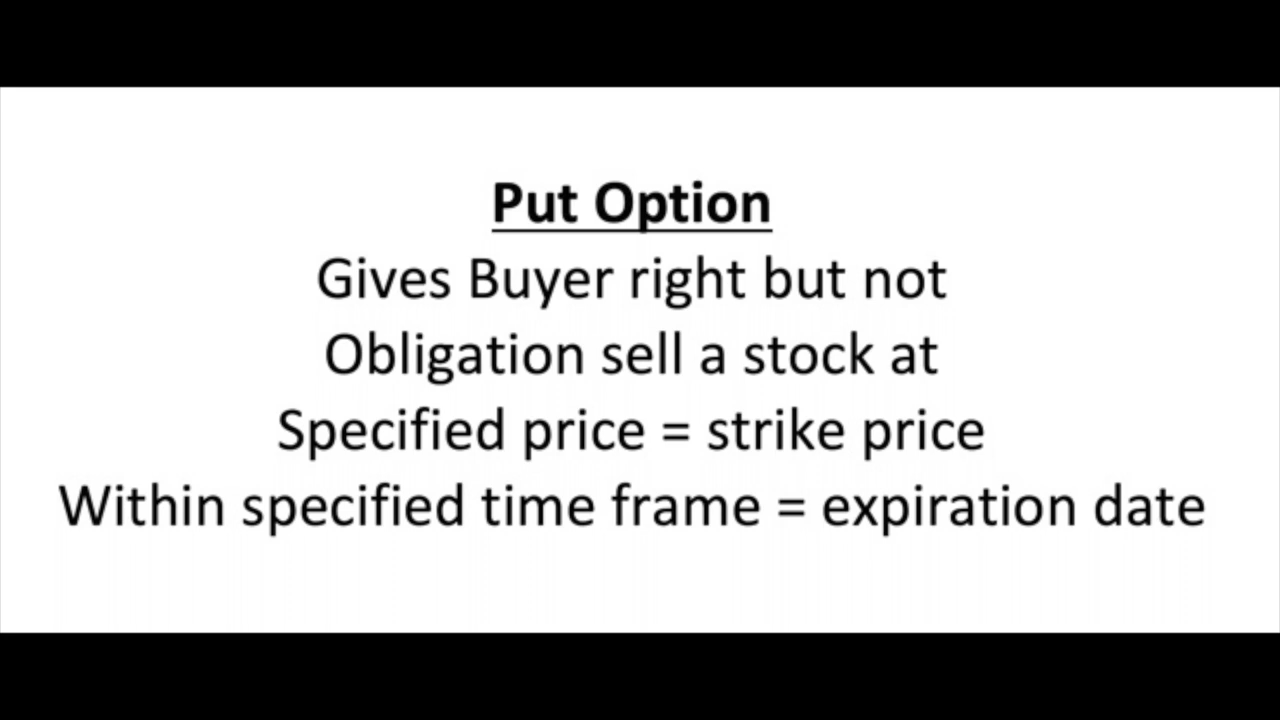 Put Option
Gives Buyer right but not
Obligation sell a stock at
Specified price = strike price
Within specified time frame = expiration date